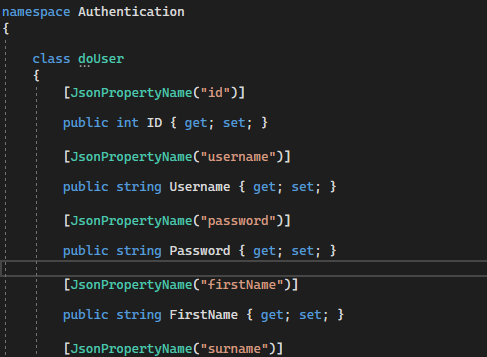 namespace Authentication
{
class doUser
{
[JsonPropertyName("id")]
public int ID { get; set; }
[JsonPropertyName("username")]
public string Username { get; set; }
[JsonPropertyName("password")]
public string Password { get; set; }
[JsonPropertyName("firstName")]
public string FirstName { get; set; }
[JsonPropertyName("surname")]